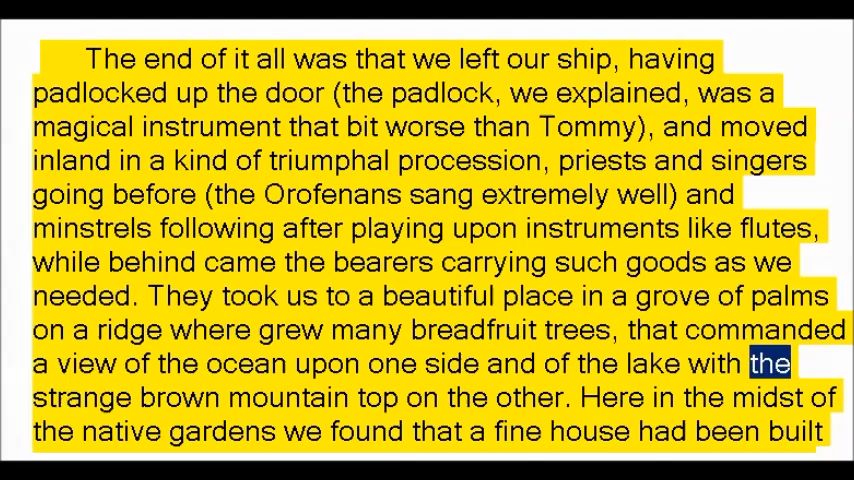 The end of it all was that we left our ship, having
padlocked up the door (the padlock, we explained, was a
magical instrument that bit worse than Tommy), and moved
inland in a kind of triumphal procession, priests and singers
going before (the Orofenans sang extremely well) and
minstrels following after playing upon instruments like flutes,
while behind came the bearers carrying such goods as we
needed. They took us to a beautiful place in a grove of palms
on a ridge where grew many breadfruit trees, that commanded
a view of the ocean upon one side and of the lake with the
strange brown mountain top on the other. Here in the midst of
the native gardens we found that a fine house had been built